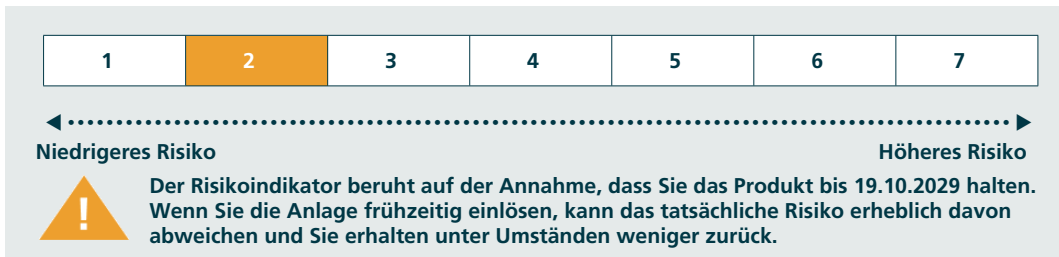 1 2 3 4 5 6 7
Niedrigeres Risiko Höheres Risiko
!
Der Risikoindikator beruht auf der Annahme, dass Sie das Produkt bis 19.10.2029 halten.
Wenn Sie die Anlage frühzeitig einlösen, kann das tatsächliche Risiko erheblich davon
abweichen und Sie erhalten unter Umständen weniger zurück.